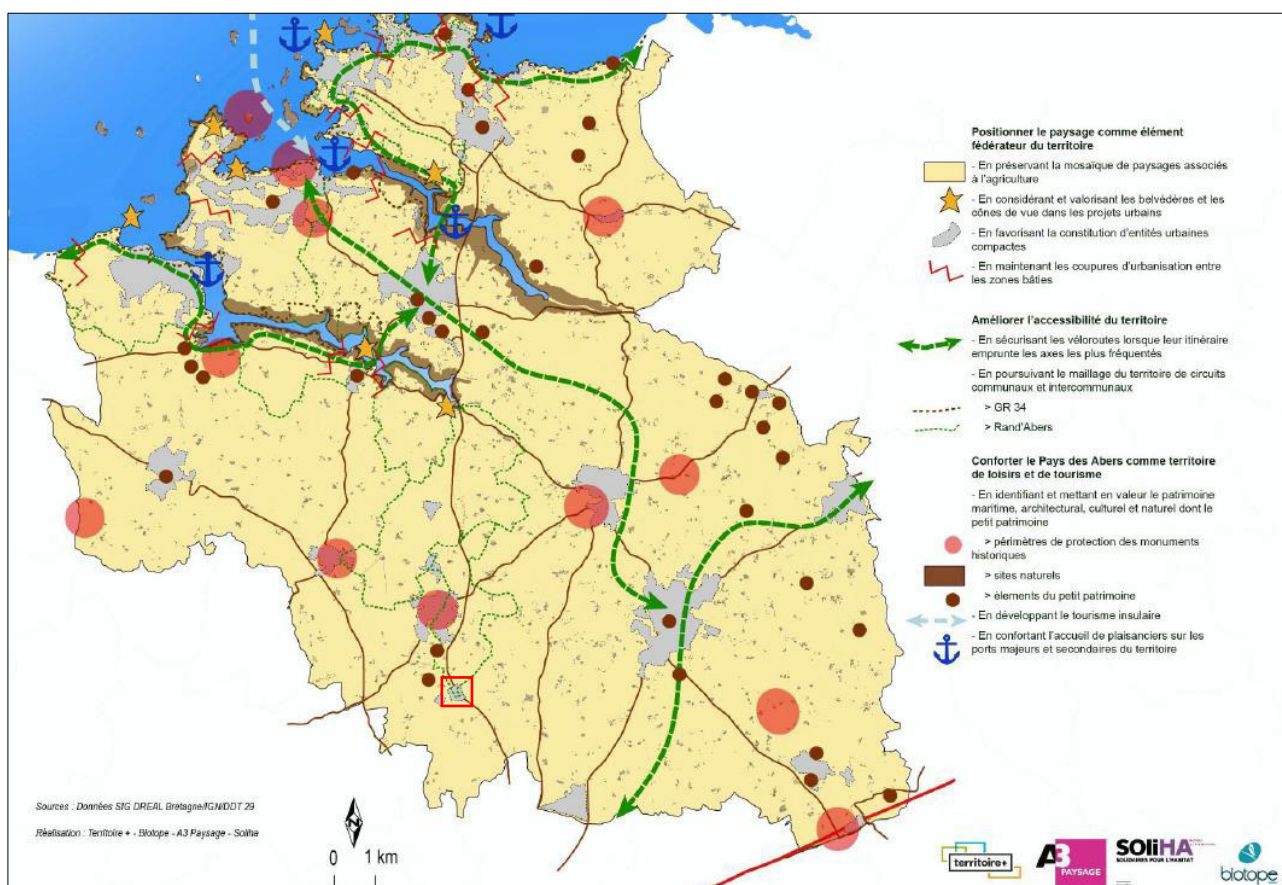 Positionner le paysage comme élément
fédérateur du territoire
- En préservant la mosaïque de paysages associés
à l'agriculture
- En considérant et valorisant les belvédères et les
cônes de vue dans les projets urbains
- En favorisant la constitution d'entités urbaines
compactes
- En maintenant les coupures d'urbanisation entre
les zones bâties
Améliorer l'accessibilité du territoire
- En sécurisant les véloroutes lorsque leur itinéraire
emprunte les axes les plus fréquentés
- En poursuivant le maillage du territoire de circuits
communaux et intercommunaux
> GR 34
> Rand'Abers
Conforter le Pays des Abers comme territoire
de loisirs et de tourisme
- En identifiant et mettant en valeur le patrimoine
maritime, architectural, culturel et naturel dont le
petit patrimoine
> périmètres de protection des monuments
historiques
> sites naturels
> élements du petit patrimoine
- En développant le tourisme insulaire
- En confortant l'accueil de plaisanciers sur les
ports majeurs et secondaires du territoire
Sources : Données SIG DREAL Bretagne/IGN/DDT 29
Réalisation : Territoire + - Biotope - A3 Paysage - Soliha
N
0 1 km
territoire+
A3
PAYSAGE
SOLiHA
SOLIDAIRES POUR L'HABITAT
biotope